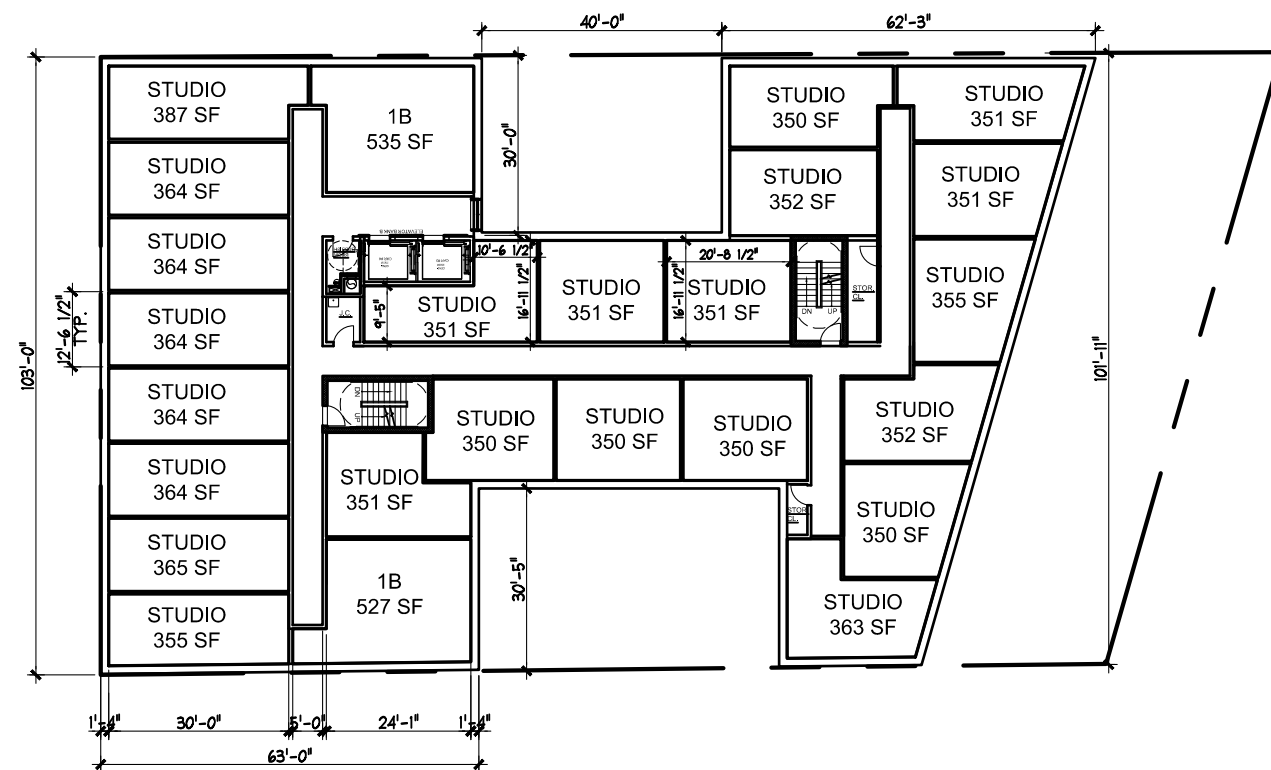 40'-0"
62'-3"
STUDIO
387 SF
1B
535 SF
STUDIO
350 SF
STUDIO
351 SF
30'-0"
STUDIO
364 SF
STUDIO
352 SF
STUDIO
351 SF
STUDIO
364 SF
ELEVATOR BANK B
10'-6 1/2"
20'-8 1/2"
STUDIO
355 SF
STOR.
CL.
12'-6 1/2"
TYP.
STUDIO
364 SF
J.C.
9'-5"
STUDIO
351 SF
16'-11 1/2"
STUDIO
351 SF
16'-11 1/2"
STUDIO
351 SF
DN
UP
103'-0"
101'-11"
STUDIO
364 SF
DN
UP
STUDIO
350 SF
STUDIO
350 SF
STUDIO
350 SF
STUDIO
352 SF
STUDIO
364 SF
STUDIO
351 SF
STOR
CL.
STUDIO
350 SF
STUDIO
365 SF
1B
527 SF
30'-5"
STUDIO
363 SF
STUDIO
355 SF
1'-4"
30'-0"
5'-0"
24'-1"
1'-4"
63'-0"